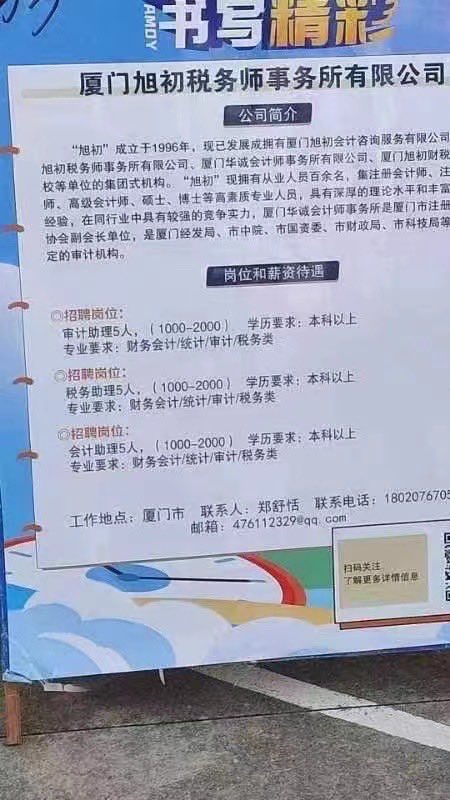 AMOY
书写精彩
厦门旭初税务师事务所有限公司
公司简介
“旭初”成立于1996年，现已发展成拥有厦门旭初会计咨询服务有限公司
旭初税务师事务所有限公司、厦门华诚会计师事务所有限公司、厦门旭初财税
校等单位的集团式机构。“旭初”现拥有从业人员百余名，集注册会计师、注
师、高级会计师、硕士、博士等高素质专业人员，具有深厚的理论水平和丰富
经验，在同行业中具有较强的竞争实力，厦门华诚会计师事务所是厦门市注册
协会副会长单位，是厦门经发局、市中院、市国资委、市财政局、市科技局等
定的审计机构。
岗位和薪资待遇
◎招聘岗位：
审计助理5人，（1000-2000） 学历要求：本科以上
专业要求：财务会计/统计/审计/税务类
◎招聘岗位：
税务助理5人，（1000-2000） 学历要求：本科以上
专业要求：财务会计/统计/审计/税务类
◎招聘岗位：
会计助理5人，（1000-2000） 学历要求：本科以上
专业要求：财务会计/统计/审计/税务类
工作地点：厦门市 联系人：郑舒恬 联系电话：1802076705
邮箱：476112329@qq.com
扫码关注
了解更多详情信息